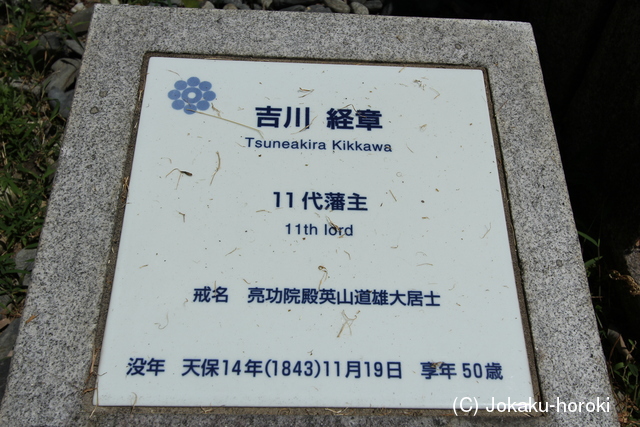 吉川 経章
Tsuneakira Kikkawa
11代藩主
11th lord
戒名 亮功院殿英山道雄大居士
没年 天保14年(1843)11月19日 享年50歳
(C) Jokaku-horoki